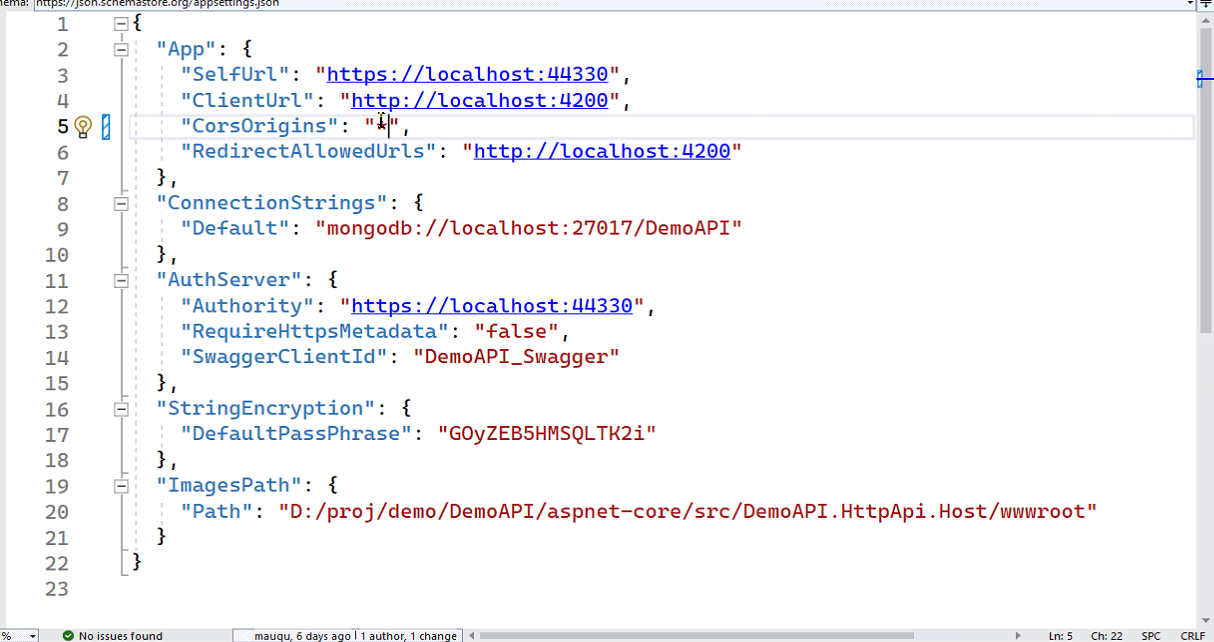 hema: https://json.schemastore.org/appsettings.json
1 {
2 "App": {
3 "SelfUrl": "https://localhost:44330",
4 "ClientUrl": "http://localhost:4200",
5 "CorsOrigins": "*",
6 "RedirectAllowedUrls": "http://localhost:4200"
7 },
8 "ConnectionStrings": {
9 "Default": "mongodb://localhost:27017/DemoAPI"
10 },
11 "AuthServer": {
12 "Authority": "https://localhost:44330",
13 "RequireHttpsMetadata": "false",
14 "SwaggerClientId": "DemoAPI_Swagger"
15 },
16 "StringEncryption": {
17 "DefaultPassPhrase": "GOyZEB5HMSQLTK2i"
18 },
19 "ImagesPath": {
20 "Path": "D:/proj/demo/DemoAPI/aspnet-core/src/DemoAPI.HttpApi.Host/wwwroot"
21 }
22 }
23
% No issues found mauqu, 6 days ago | 1 author, 1 change Ln: 5 Ch: 22 SPC CRLF